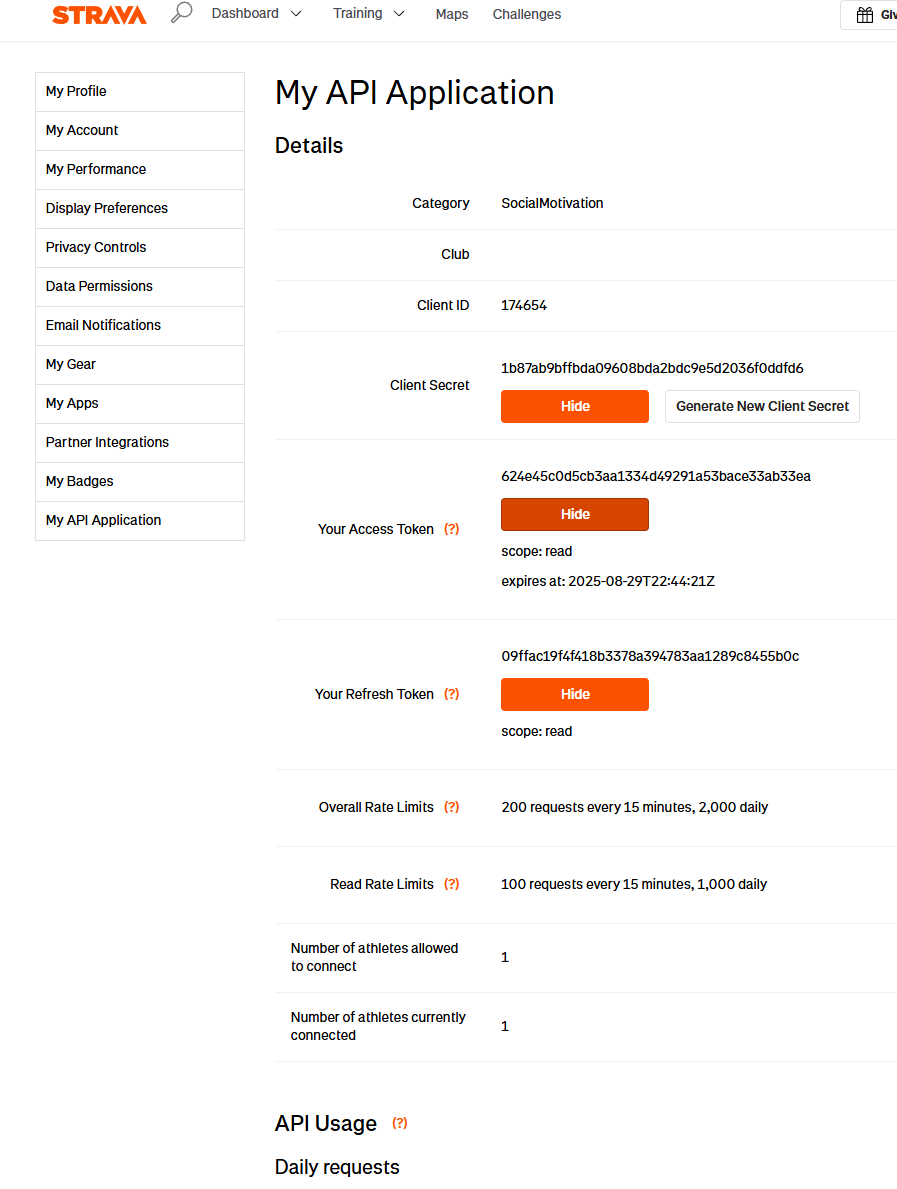 STRAVA
Dashboard
Training
Maps
Challenges
My Profile
My Account
My Performance
Display Preferences
Privacy Controls
Data Permissions
Email Notifications
My Gear
My Apps
Partner Integrations
My Badges
My API Application
My API Application
Details
Category SocialMotivation
Club
Client ID 174654
Client Secret 1b87ab9bffbda09608bda2bdc9e5d2036f0ddfd6
Hide Generate New Client Secret
Your Access Token (?) 624e45c0d5cb3aa1334d49291a53bace33ab33ea
Hide
scope: read
expires at: 2025-08-29T22:44:21Z
Your Refresh Token (?) 09ffac19f4f418b3378a394783aa1289c8455b0c
Hide
scope: read
Overall Rate Limits (?) 200 requests every 15 minutes, 2,000 daily
Read Rate Limits (?) 100 requests every 15 minutes, 1,000 daily
Number of athletes allowed
to connect
1
Number of athletes currently
connected
1
API Usage (?)
Daily requests